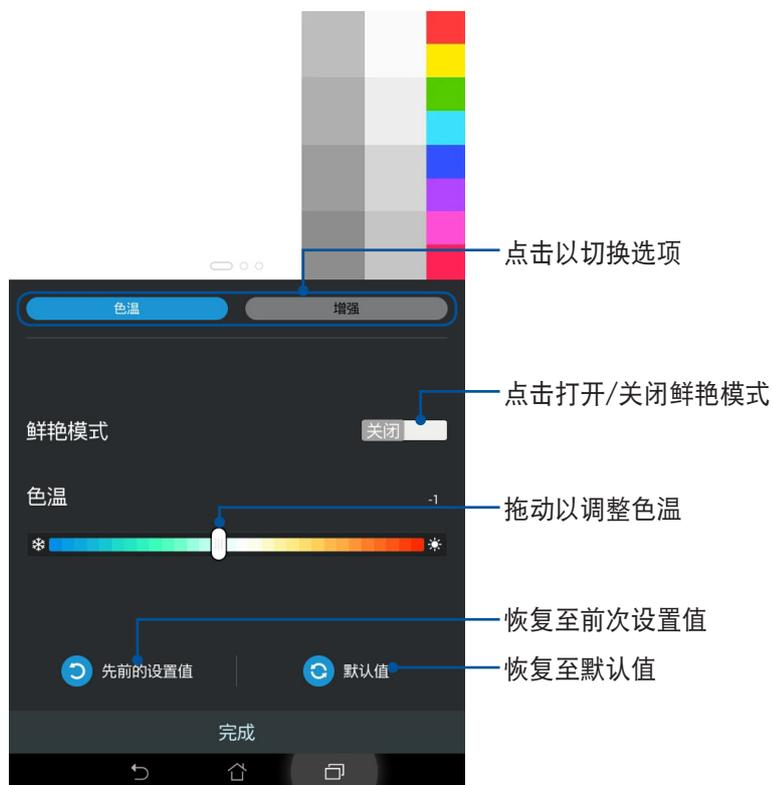 点击以切换选项
色温
增强
点击打开/关闭鲜艳模式
鲜艳模式
关闭
色温
-1
拖动以调整色温
恢复至前次设置值
先前的设置值
默认值
恢复至默认值
完成